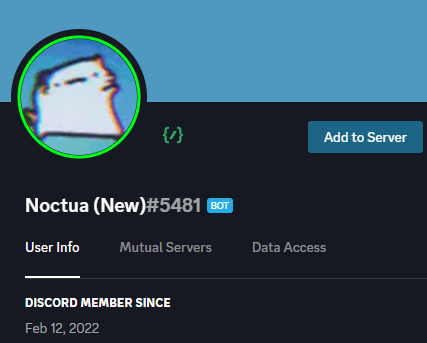 Add to Server
Noctua (New)#5481 BOT
User Info Mutual Servers Data Access
DISCORD MEMBER SINCE
Feb 12, 2022